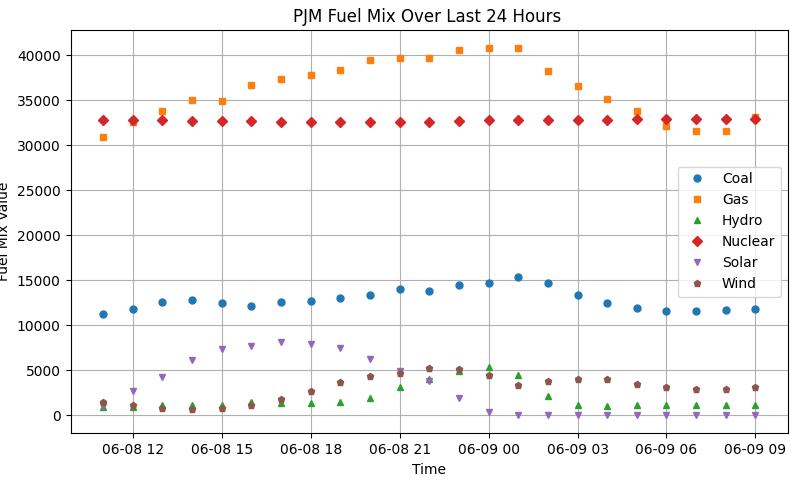 PJM Fuel Mix Over Last 24 Hours
Fuel Mix Value
40000
35000
30000
25000
20000
15000
10000
5000
0
Coal
Gas
Hydro
Nuclear
Solar
Wind
06-08 12 06-08 15 06-08 18 06-08 21 06-09 00 06-09 03 06-09 06 06-09 09
Time